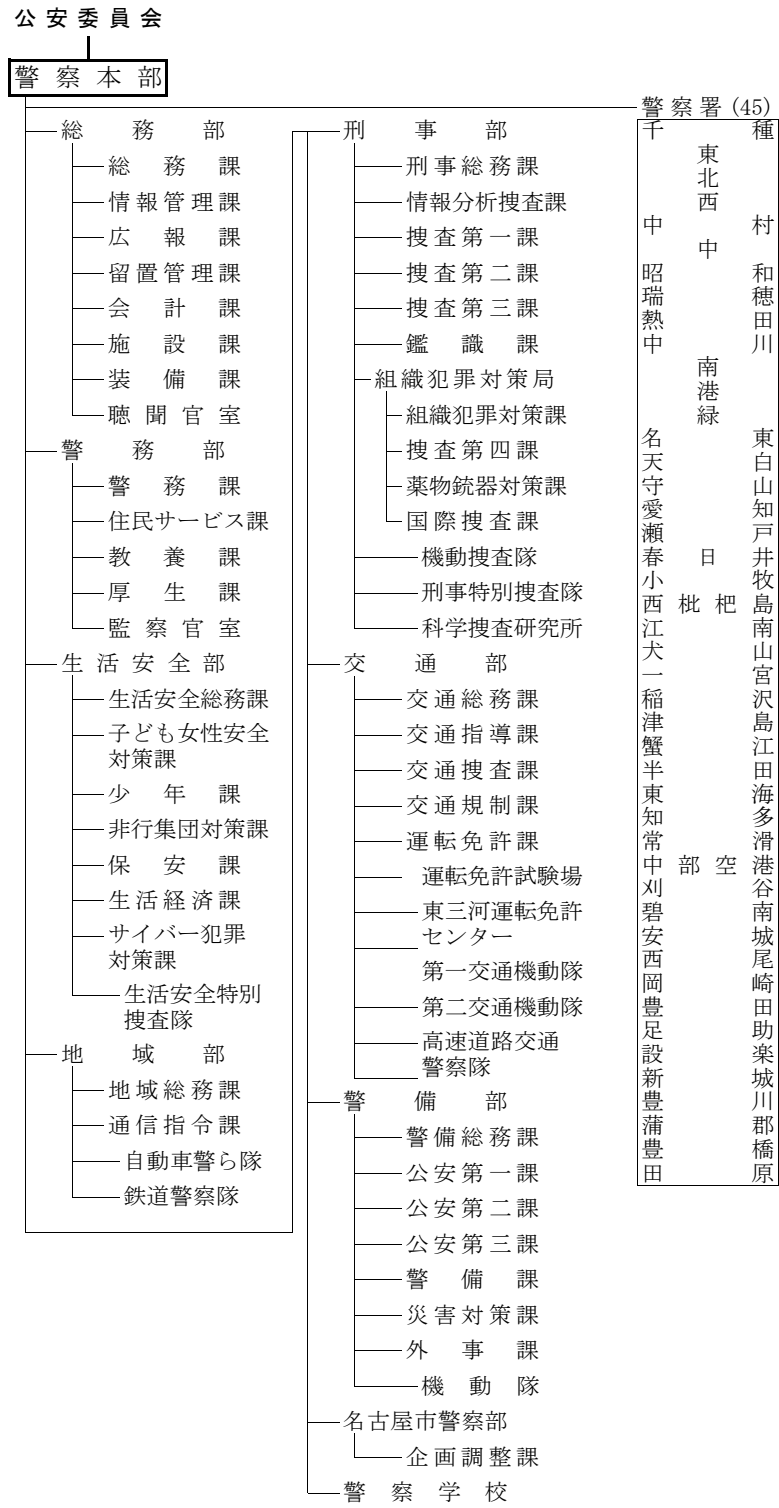 公安委員会
警察本部
総務部
総務課
情報管理課
広報課
留置管理課
会計課
施設課
装備課
聴聞官室
警務部
警務課
住民サービス課
教養課
厚生課
監察官室
生活安全部
生活安全総務課
子ども女性安全
対策課
少年課
非行集団対策課
保安課
生活経済課
サイバー犯罪
対策課
生活安全特別
捜査隊
地域部
地域総務課
通信指令課
自動車警ら隊
鉄道警察隊
刑事部
刑事総務課
情報分析捜査課
捜査第一課
捜査第二課
捜査第三課
鑑識課
組織犯罪対策局
組織犯罪対策課
捜査第四課
薬物銃器対策課
国際捜査課
機動捜査隊
刑事特別捜査隊
科学捜査研究所
交通部
交通総務課
交通指導課
交通捜査課
交通規制課
運転免許課
運転免許試験場
東三河運転免許
センター
第一交通機動隊
第二交通機動隊
高速道路交通
警察隊
警備部
警備総務課
公安第一課
公安第二課
公安第三課
警備課
災害対策課
外事課
機動隊
名古屋市警察部
企画調整課
警察学校
警察署(45)
千種
東
北
西
中村
中
昭和
瑞穂
熱田
中川
南
港
緑
名東
天白
守山
愛知
瀬戸
春日井
小牧
西枇杷島
江南
犬山
一宮
稲沢
津島
蟹江
半田
東海
知多
常滑
中部空港
刈谷
碧南
安城
西尾
岡崎
豊田
足助
設楽
新城
豊川
蒲郡
豊橋
田原